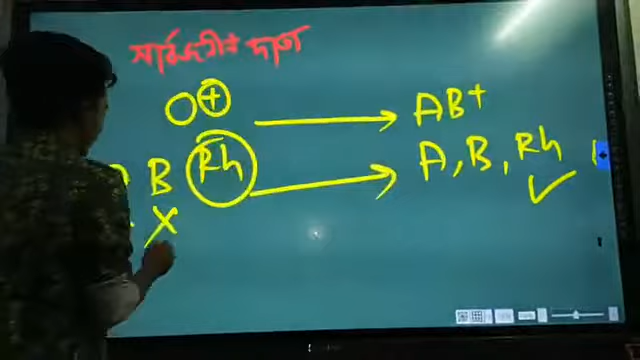 সার্বজনীন দাতা
O+ → AB+
B Rh → A, B, Rh ✓
X